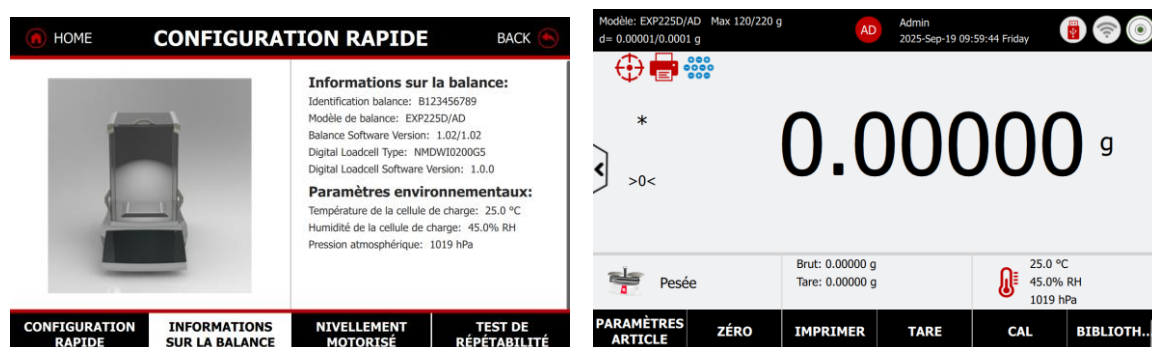 HOME
CONFIGURATION RAPIDE
BACK
Informations sur la balance:
Identification balance: B123456789
Modèle de balance: EXP225D/AD
Balance Software Version: 1.02/1.02
Digital Loadcell Type: NMDWI0200G5
Digital Loadcell Software Version: 1.0.0
Paramètres environnementaux:
Température de la cellule de charge: 25.0 °C
Humidité de la cellule de charge: 45.0% RH
Pression atmosphérique: 1019 hPa
CONFIGURATION RAPIDE
INFORMATIONS SUR LA BALANCE
NIVELLEMENT MOTORISÉ
TEST DE RÉPÉTABILITÉ
Modèle: EXP225D/AD Max 120/220 g
d= 0.00001/0.0001 g
AD
Admin
2025-Sep-19 09:59:44 Friday
*
0.00000 g
>0<
Pesée
Brut: 0.00000 g
Tare: 0.00000 g
25.0 °C
45.0% RH
1019 hPa
PARAMÈTRES ARTICLE
ZÉRO
IMPRIMER
TARE
CAL
BIBLIOTH..